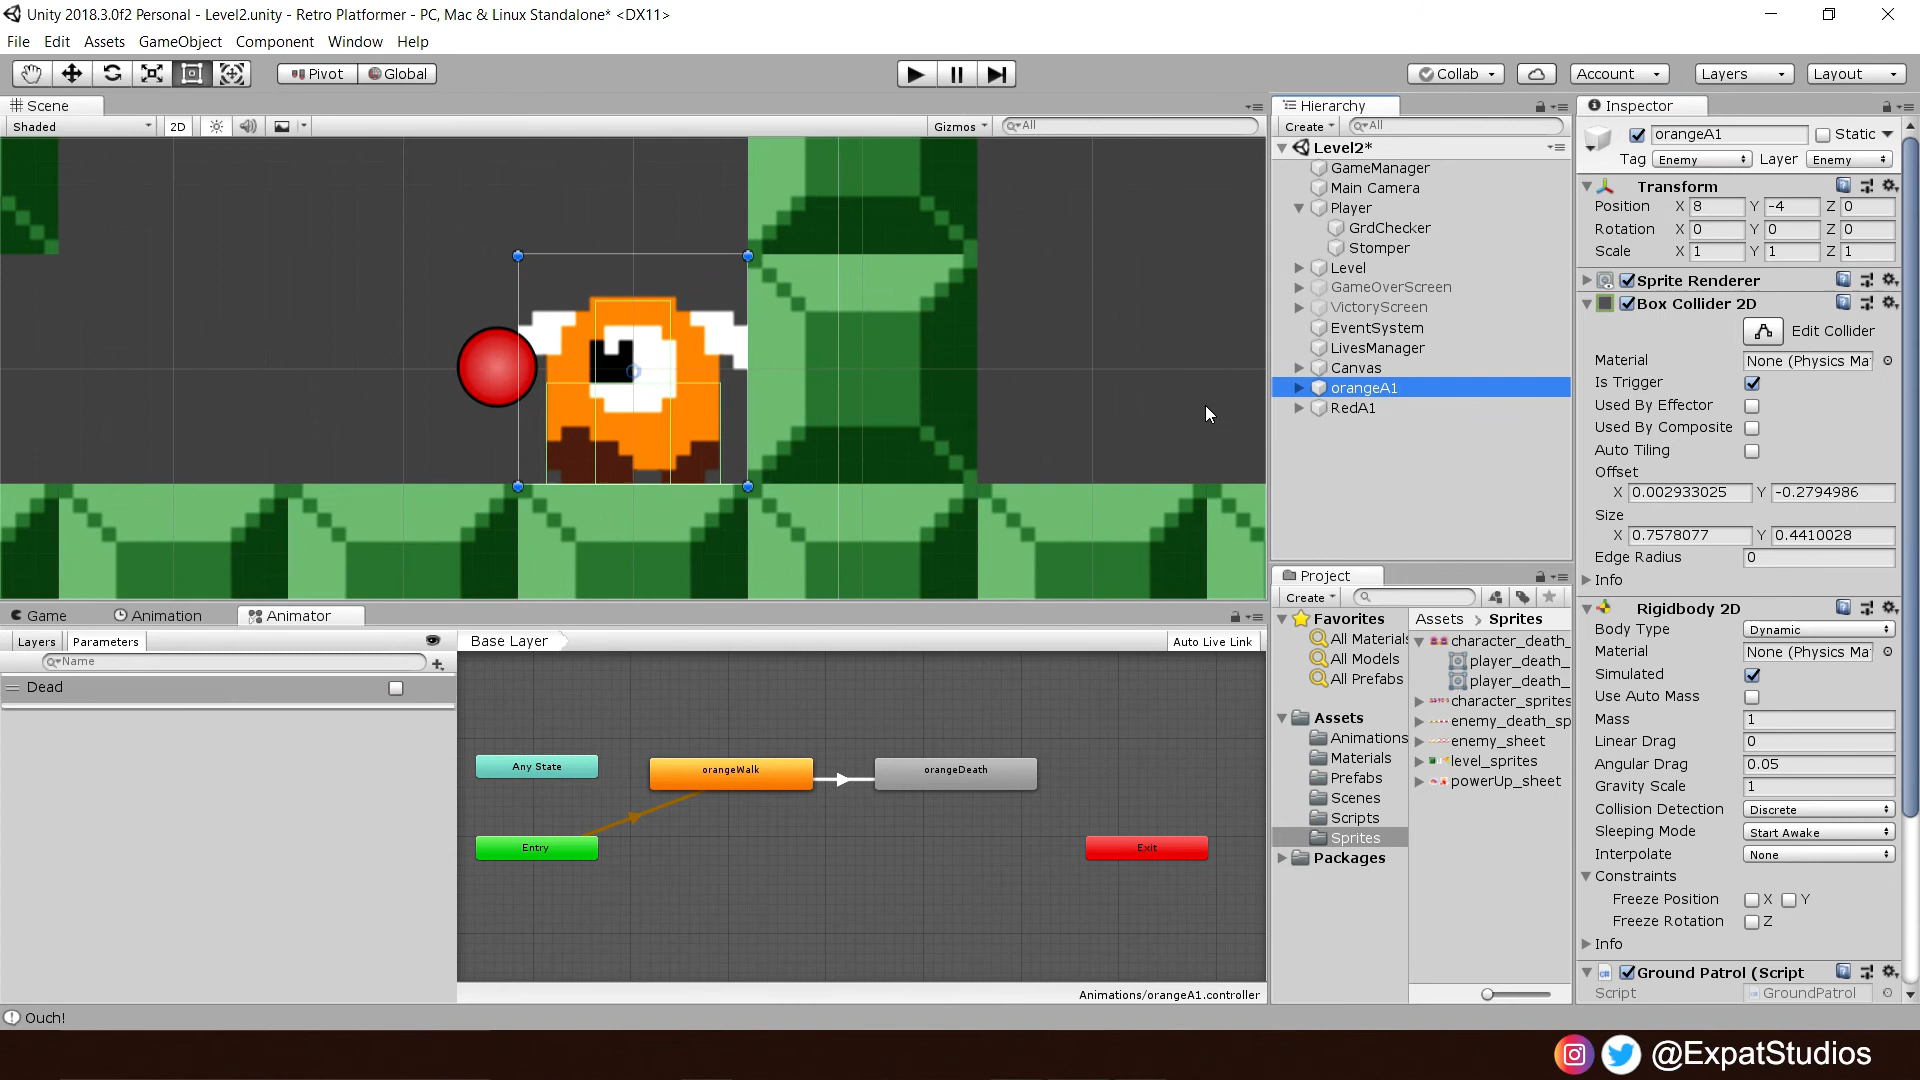 Unity 2018.3.0f2 Personal - Level2.unity - Retro Platformer - PC, Mac & Linux Standalone* <DX11>
File Edit Assets GameObject Component Window Help
Pivot Global Collab Account Layers Layout
Scene
Shaded 2D Gizmos All
Hierarchy
Create All
Level2*
GameManager
Main Camera
Player
GrdChecker
Stomper
Level
GameOverScreen
VictoryScreen
EventSystem
LivesManager
Canvas
orangeA1
RedA1
Inspector
orangeA1 Static
Tag Enemy Layer Enemy
Transform
Position X 8 Y -4 Z 0
Rotation X 0 Y 0 Z 0
Scale X 1 Y 1 Z 1
Sprite Renderer
Box Collider 2D
Edit Collider
Material None (Physics Ma
Is Trigger
Used By Effector
Used By Composite
Auto Tiling
Offset
X 0.002933025 Y -0.2794986
Size
X 0.7578077 Y 0.4410028
Edge Radius 0
Info
Rigidbody 2D
Body Type Dynamic
Material None (Physics Ma
Simulated
Use Auto Mass
Mass 1
Linear Drag 0
Angular Drag 0.05
Gravity Scale 1
Collision Detection Discrete
Sleeping Mode Start Awake
Interpolate None
Constraints
Freeze Position X Y
Freeze Rotation Z
Info
Ground Patrol (Script
Script GroundPatrol
Project
Create
Favorites
All Materials
All Models
All Prefabs
Assets
Animations
Materials
Prefabs
Scenes
Scripts
Sprites
Packages
Assets Sprites
character_death_
player_death_
player_death_
character_sprites
enemy_death_sp
enemy_sheet
level_sprites
powerUp_sheet
Game Animation Animator
Layers Parameters
Name
Dead
Base Layer Auto Live Link
Any State
orangeWalk
orangeDeath
Entry
Exit
Animations/orangeA1.controller
Ouch!
@ExpatStudios